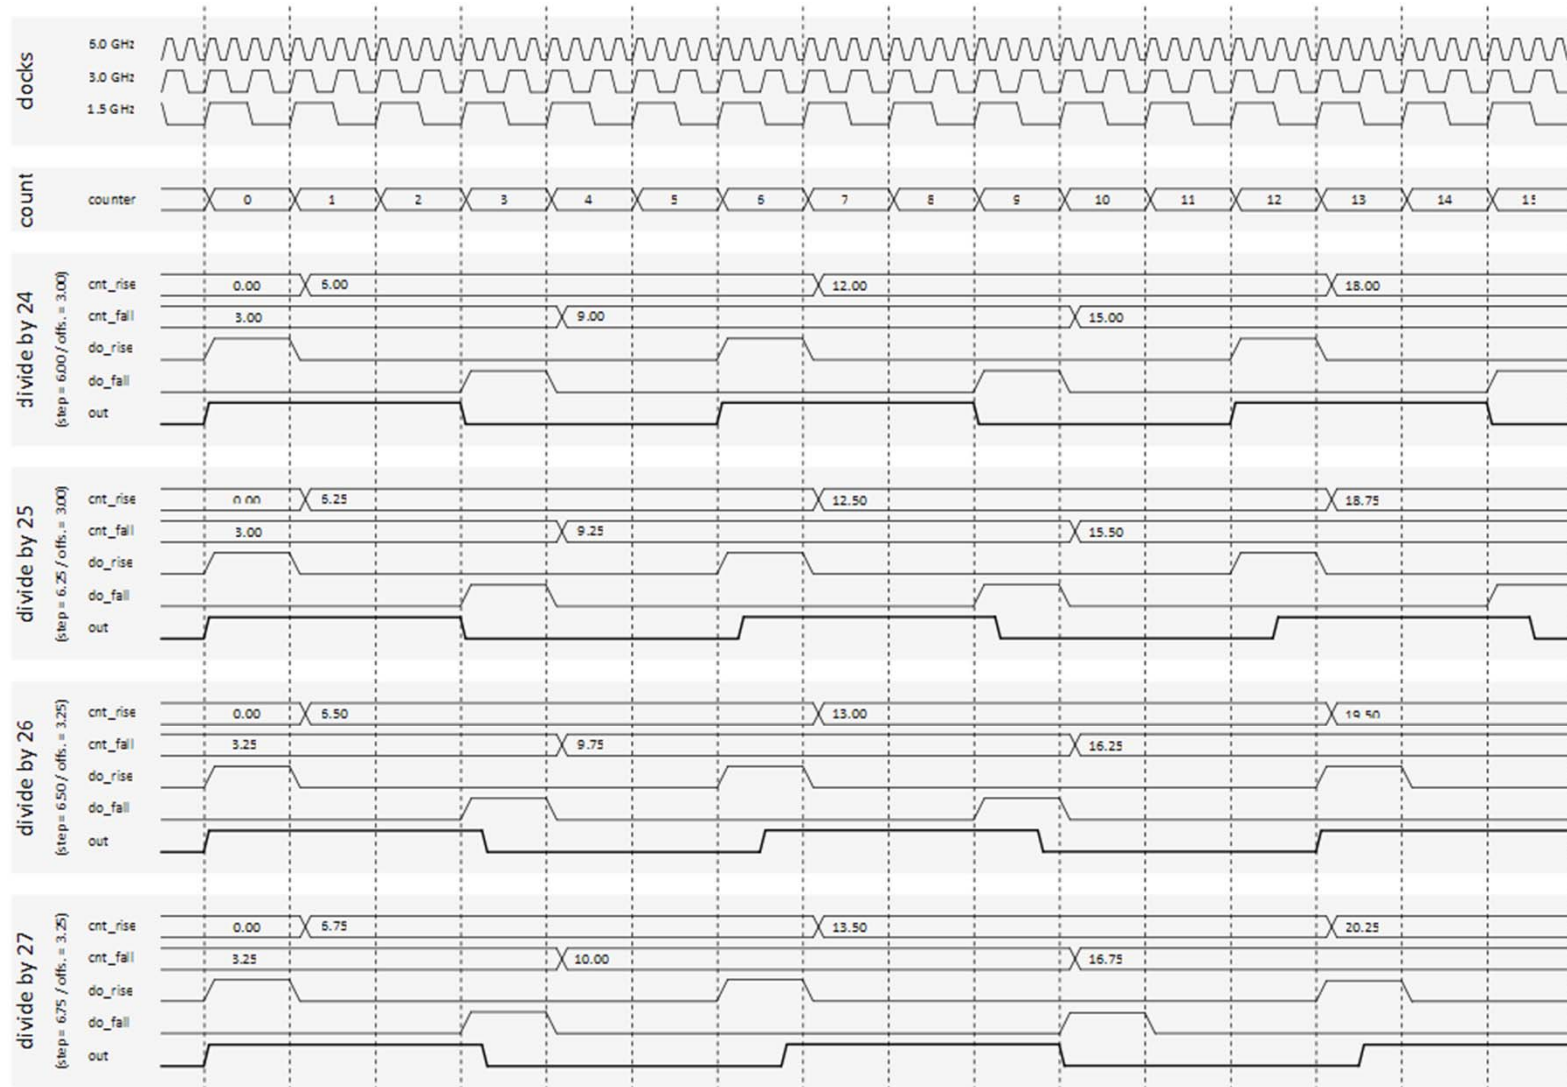 docks
6.0 GHz
3.0 GHz
1.5 GHz
count
counter 0 1 2 3 4 5 6 7 8 9 10 11 12 13 14 15
divide by 24
(step = 6.00 / offs. = 3.00)
cnt_rise 0.00 6.00 12.00 18.00
cnt_fall 3.00 9.00 15.00
do_rise
do_fall
out
divide by 25
(step = 6.25 / offs. = 3.00)
cnt_rise 0.00 6.25 12.50 18.75
cnt_fall 3.00 9.25 15.50
do_rise
do_fall
out
divide by 26
(step = 6.50 / offs. = 3.25)
cnt_rise 0.00 6.50 13.00 19.50
cnt_fall 3.25 9.75 16.25
do_rise
do_fall
out
divide by 27
(step = 6.75 / offs. = 3.25)
cnt_rise 0.00 6.75 13.50 20.25
cnt_fall 3.25 10.00 16.75
do_rise
do_fall
out